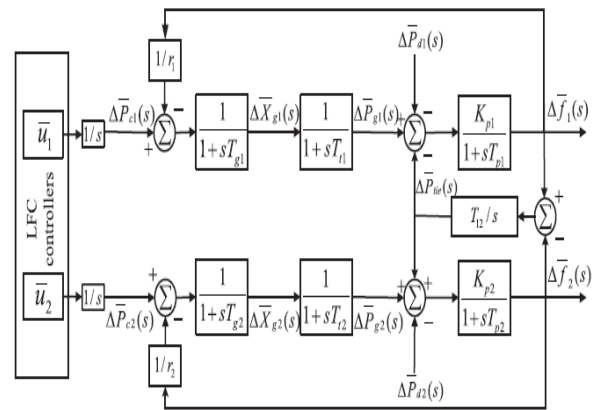 ΔP̅d1(s)
1/r1
ΔP̅c1(s)
ΔX̅g1(s)
ΔP̅g1(s)
Δf̅1(s)
u̅1
1/s
+
−
Σ
1
1+sTg1
1
1+sTt1
+
−
−
Σ
Kp1
1+sTp1
LFC
controllers
ΔP̅tie(s)
T12/s
+
−
Σ
u̅2
1/s
+
−
Σ
1
1+sTg2
1
1+sTt2
+
+
−
Σ
Kp2
1+sTp2
Δf̅2(s)
ΔP̅c2(s)
ΔX̅g2(s)
ΔP̅g2(s)
1/r2
ΔP̅d2(s)